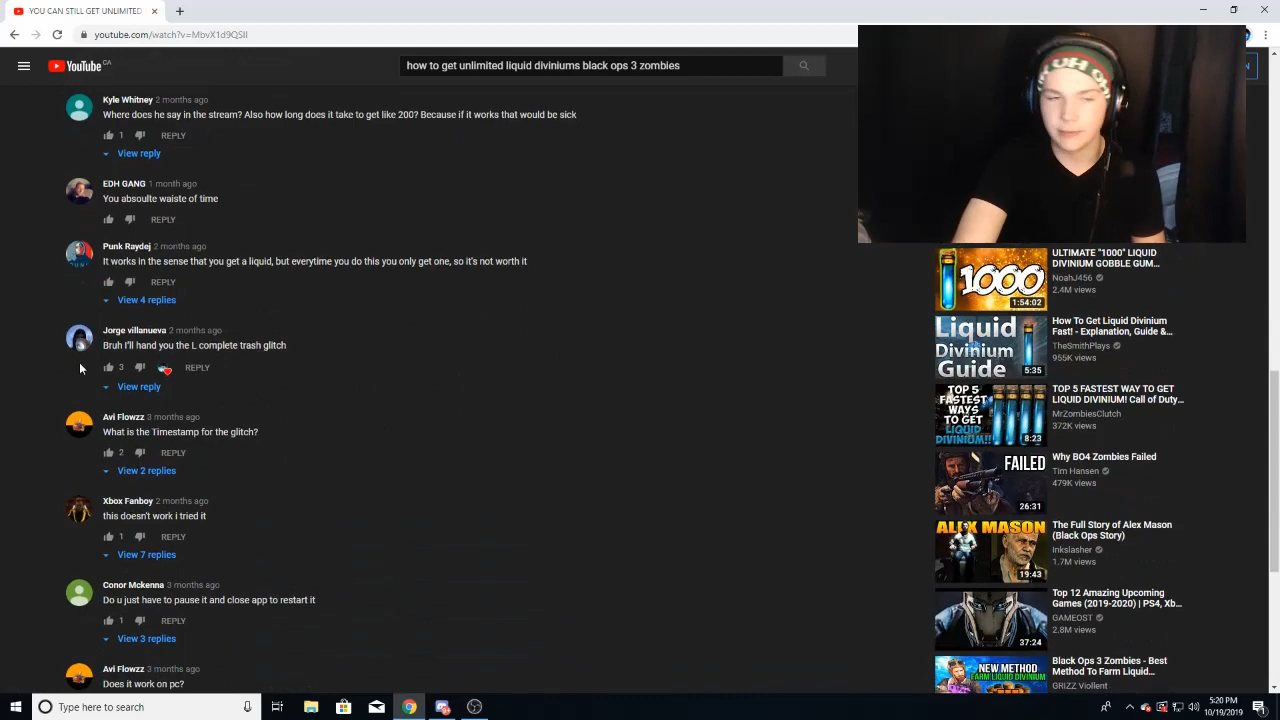 YOU CAN STILL GET UNLIMITED
youtube.com/watch?v=MbvX1d9QSII
YouTube CA
how to get unlimited liquid diviniums black ops 3 zombies
N
Kyle Whitney 2 months ago
Where does he say in the stream? Also how long does it take to get like 200? Because if it works that would be sick
1 REPLY
View reply
EDH GANG 1 month ago
You absoulte waiste of time
REPLY
Punk Raydej 2 months ago
It works in the sense that you get a liquid, but everytime you do this you only get one, so it's not worth it
REPLY
View 4 replies
Jorge villanueva 2 months ago
Bruh I'll hand you the L complete trash glitch
3 REPLY
View reply
Avi Flowzz 3 months ago
What is the Timestamp for the glitch?
2 REPLY
View 2 replies
Xbox Fanboy 2 months ago
this doesn't work i tried it
1 REPLY
View 7 replies
Conor Mckenna 3 months ago
Do u just have to pause it and close app to restart it
1 REPLY
View 3 replies
Avi Flowzz 3 months ago
Does it work on pc?
1000
1:54:02
ULTIMATE "1000" LIQUID
DIVINIUM GOBBLE GUM...
NoahJ456
2.4M views
Liquid
Divinium
Guide
5:35
How To Get Liquid Divinium
Fast! - Explanation, Guide &...
TheSmithPlays
955K views
TOP 5
FASTEST
WAYS
TO GET
LIQUID
DIVINIUM!!
8:23
TOP 5 FASTEST WAY TO GET
LIQUID DIVINIUM! Call of Duty...
MrZombiesClutch
372K views
FAILED
26:31
Why BO4 Zombies Failed
Tim Hansen
479K views
ALEX MASON
19:43
The Full Story of Alex Mason
(Black Ops Story)
Inkslasher
1.7M views
37:24
Top 12 Amazing Upcoming
Games (2019-2020) | PS4, Xb...
GAMEOST
2.8M views
NEW METHOD
FARM LIQUID DIVINIUM
Black Ops 3 Zombies - Best
Method To Farm Liquid...
GRIZZ Viollent
Type here to search
5:20 PM
10/19/2019